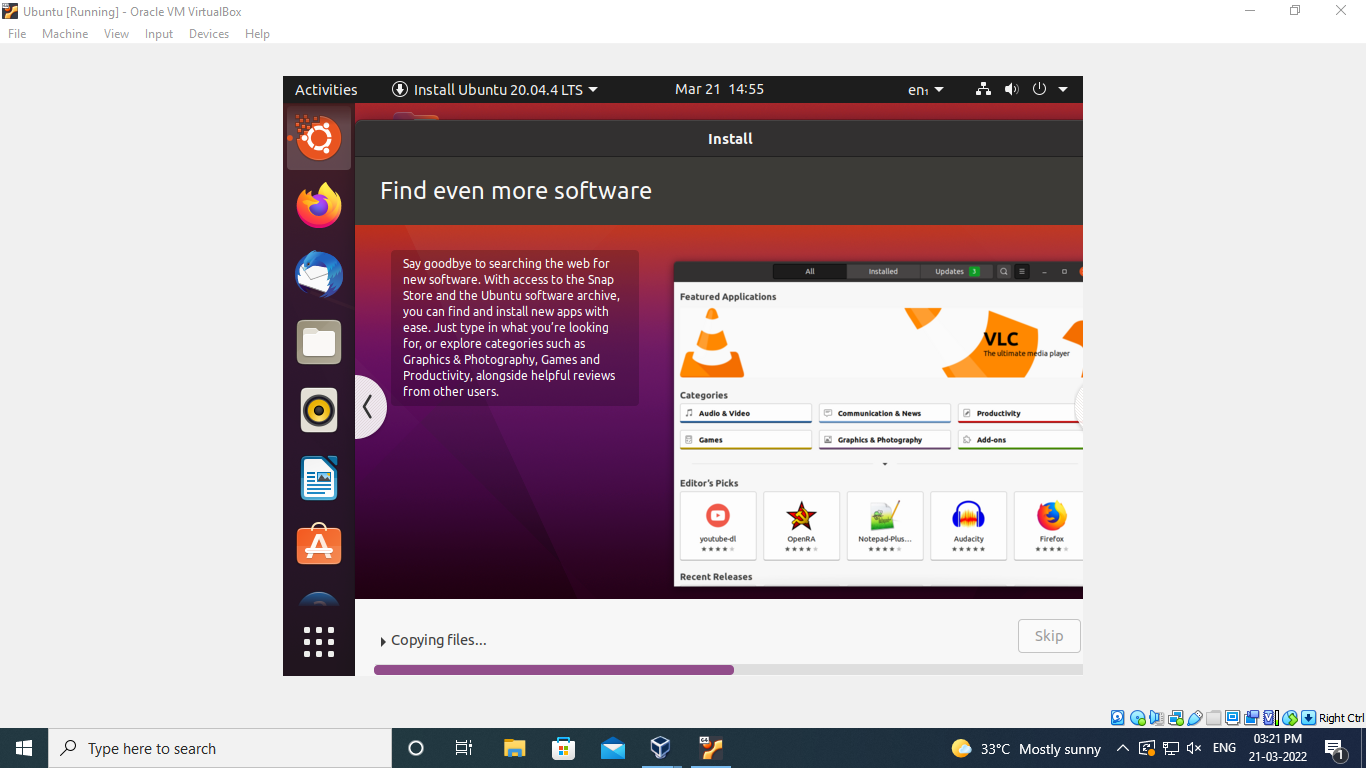 Ubuntu [Running] - Oracle VM VirtualBox
File Machine View Input Devices Help
Activities Install Ubuntu 20.04.4 LTS Mar 21 14:55 en₁
Install
Find even more software
Say goodbye to searching the web for
new software. With access to the Snap
Store and the Ubuntu software archive,
you can find and install new apps with
ease. Just type in what you’re looking
for, or explore categories such as
Graphics & Photography, Games and
Productivity, alongside helpful reviews
from other users.
All Installed Updates 3
Featured Applications
VLC
The ultimate media player
Categories
Audio & Video Communication & News Productivity
Games Graphics & Photography Add-ons
Editor’s Picks
youtube-dl OpenRA Notepad-Plus... Audacity Firefox
Recent Releases
Copying files...
Skip
Right Ctrl
Type here to search
33°C Mostly sunny
ENG
03:21 PM
21-03-2022
1